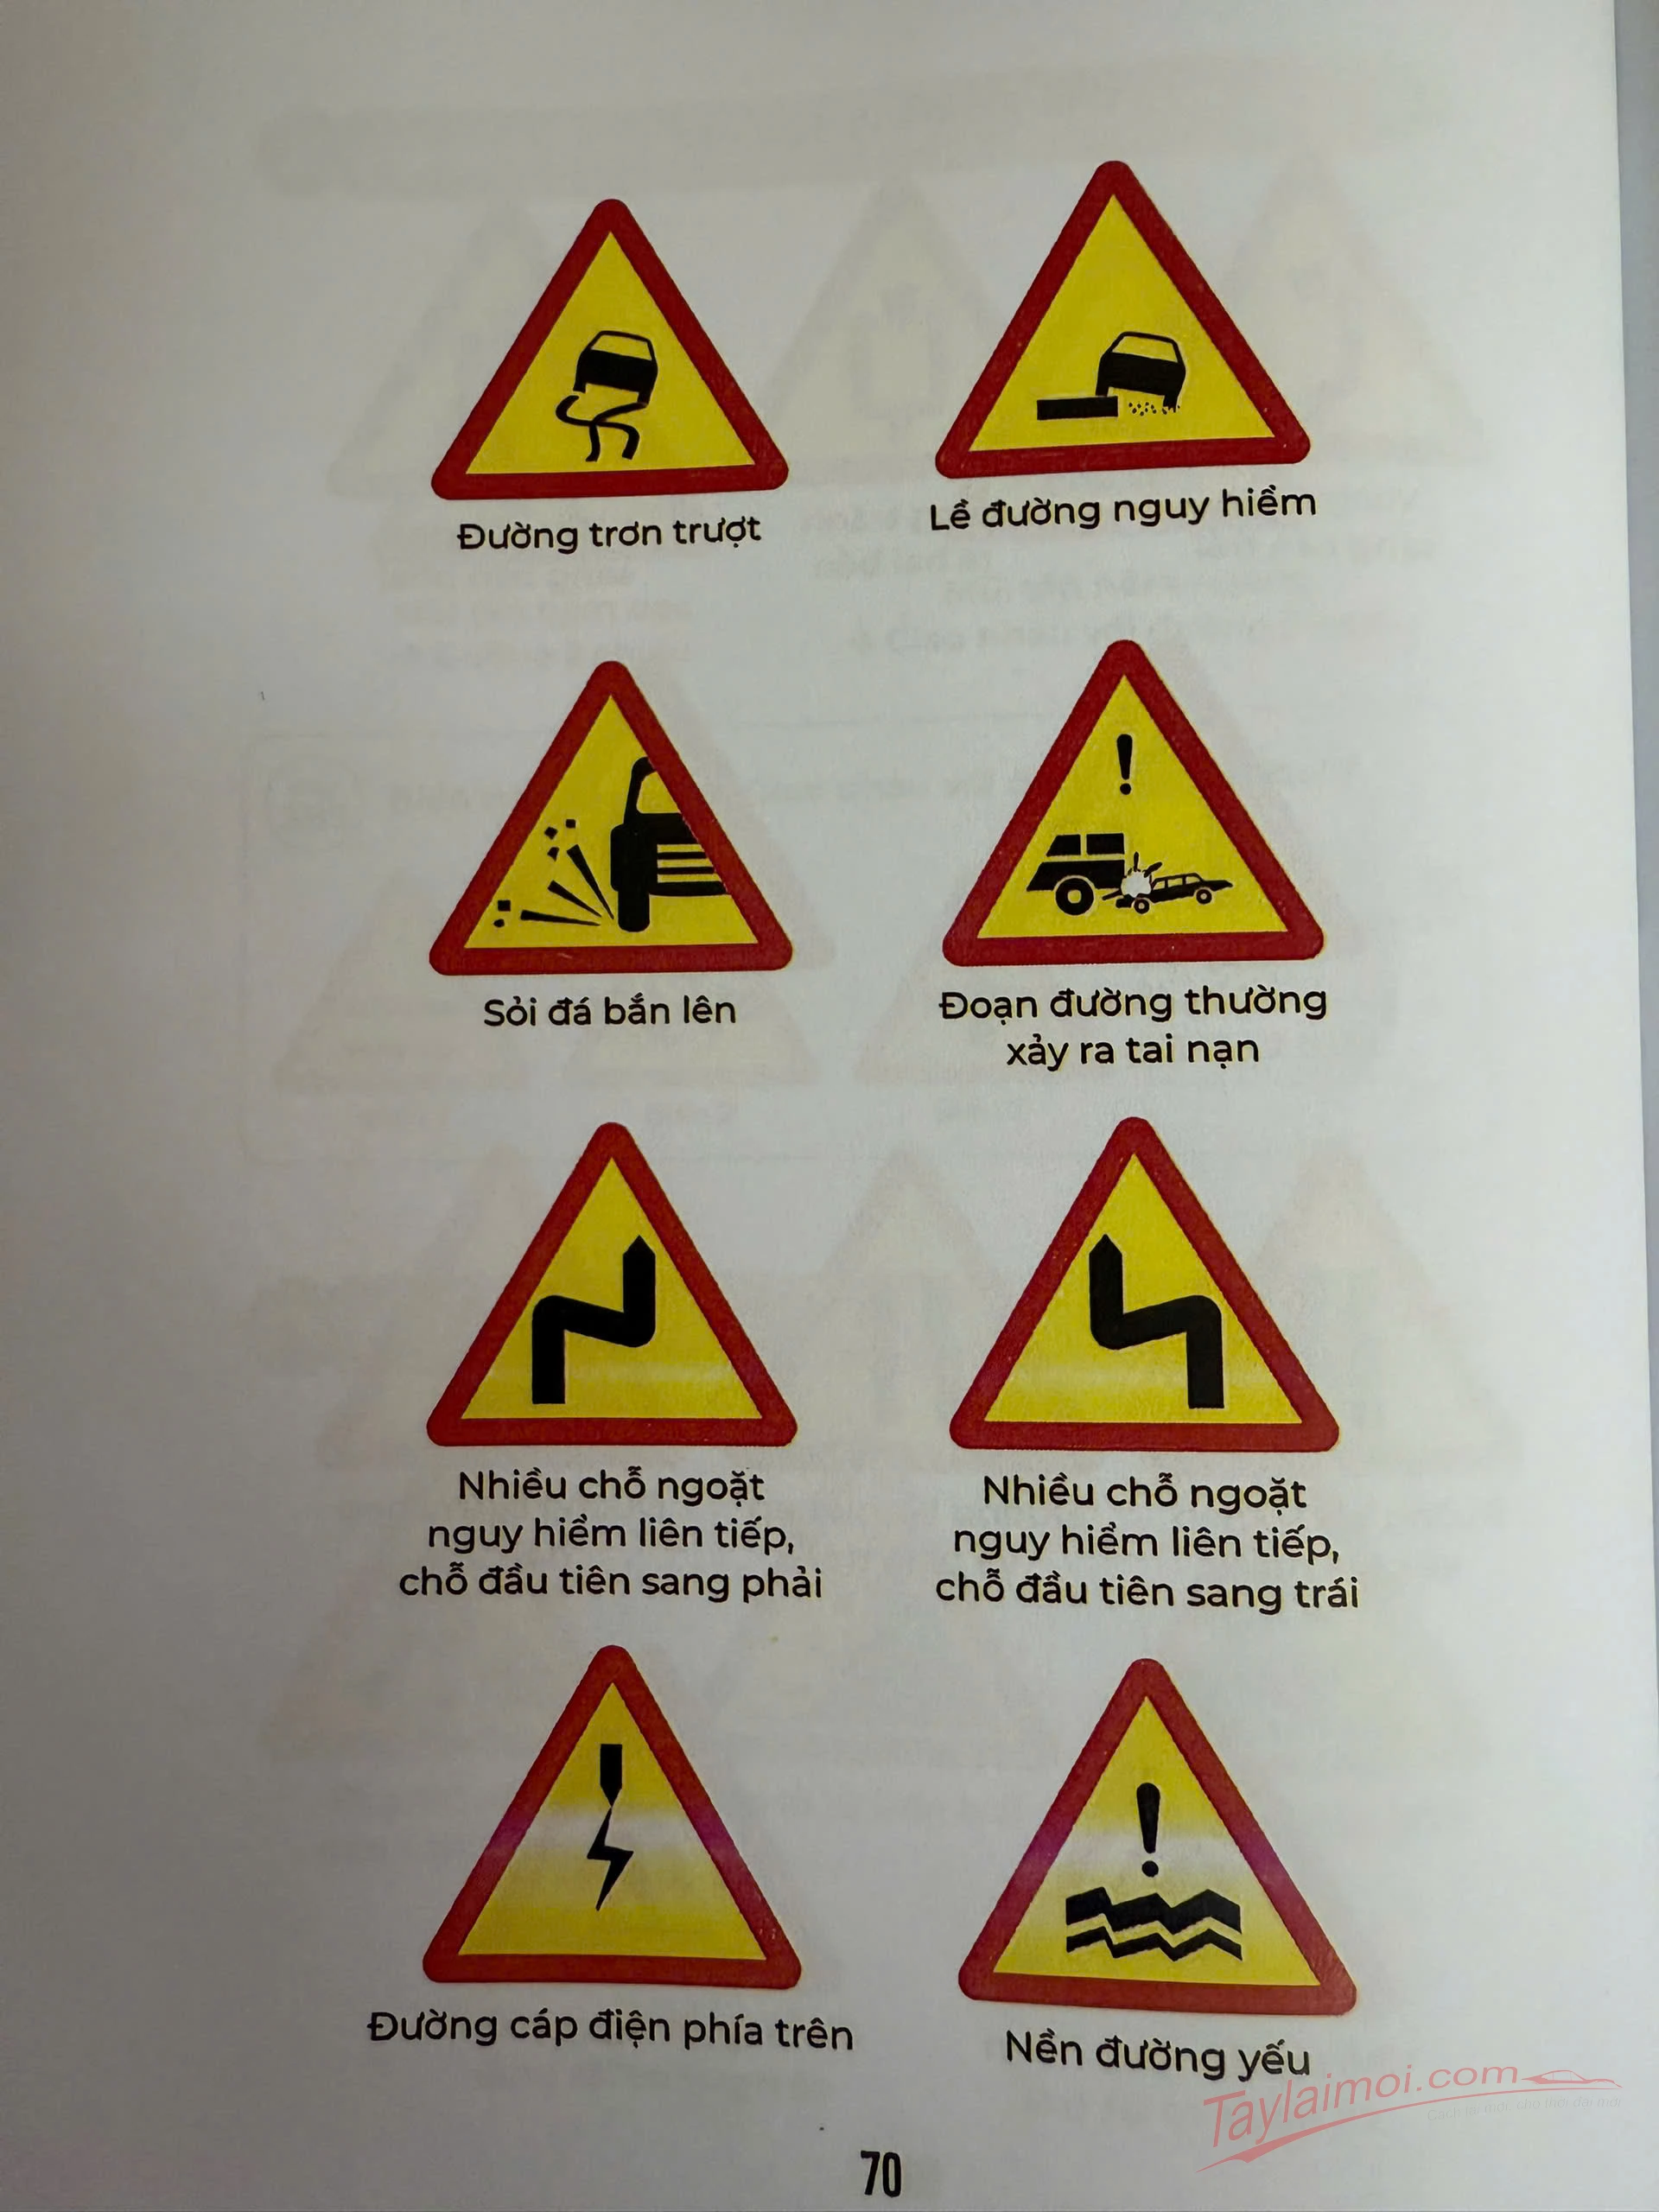 Đường trơn trượt
Lề đường nguy hiểm
Sỏi đá bắn lên
Đoạn đường thường
xảy ra tai nạn
Nhiều chỗ ngoặt
nguy hiểm liên tiếp,
chỗ đầu tiên sang phải
Nhiều chỗ ngoặt
nguy hiểm liên tiếp,
chỗ đầu tiên sang trái
Đường cáp điện phía trên
Nền đường yếu
Taylaimoi.com
70